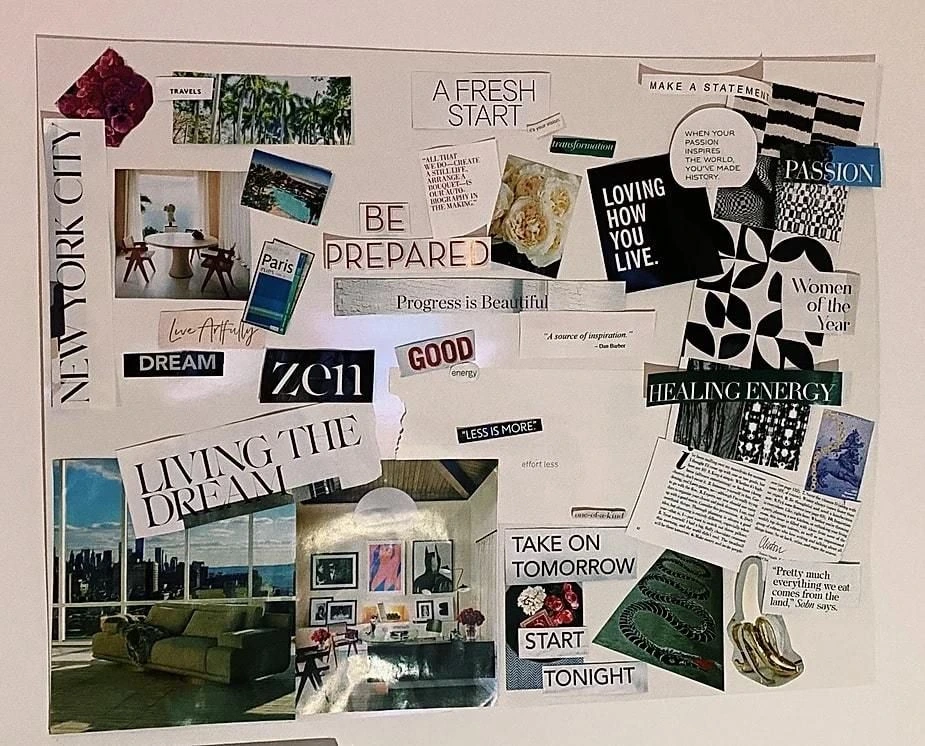 TRAVELS
A FRESH
START
it's your vision.
MAKE A STATEMENT
transformation
WHEN YOUR
PASSION
INSPIRES
THE WORLD,
YOU'VE MADE
HISTORY.
PASSION
NEW YORK CITY
"ALL THAT
WE DO—CREATE
A STILL LIFE,
ARRANGE A
BOUQUET—IS
OUR AUTO-
BIOGRAPHY IN
THE MAKING."
LOVING
HOW
YOU
LIVE.
BE
PREPARED
Paris
Progress is Beautiful
Women
of the
Year
Live Artfully
"A source of inspiration."
– Dan Barber
DREAM
zen
GOOD
energy
HEALING ENERGY
"LESS IS MORE."
effort less
LIVING THE
DREAM
one-of-a-kind
TAKE ON
TOMORROW
START
TONIGHT
"Pretty much
everything we eat
comes from the
land," Sohn says.